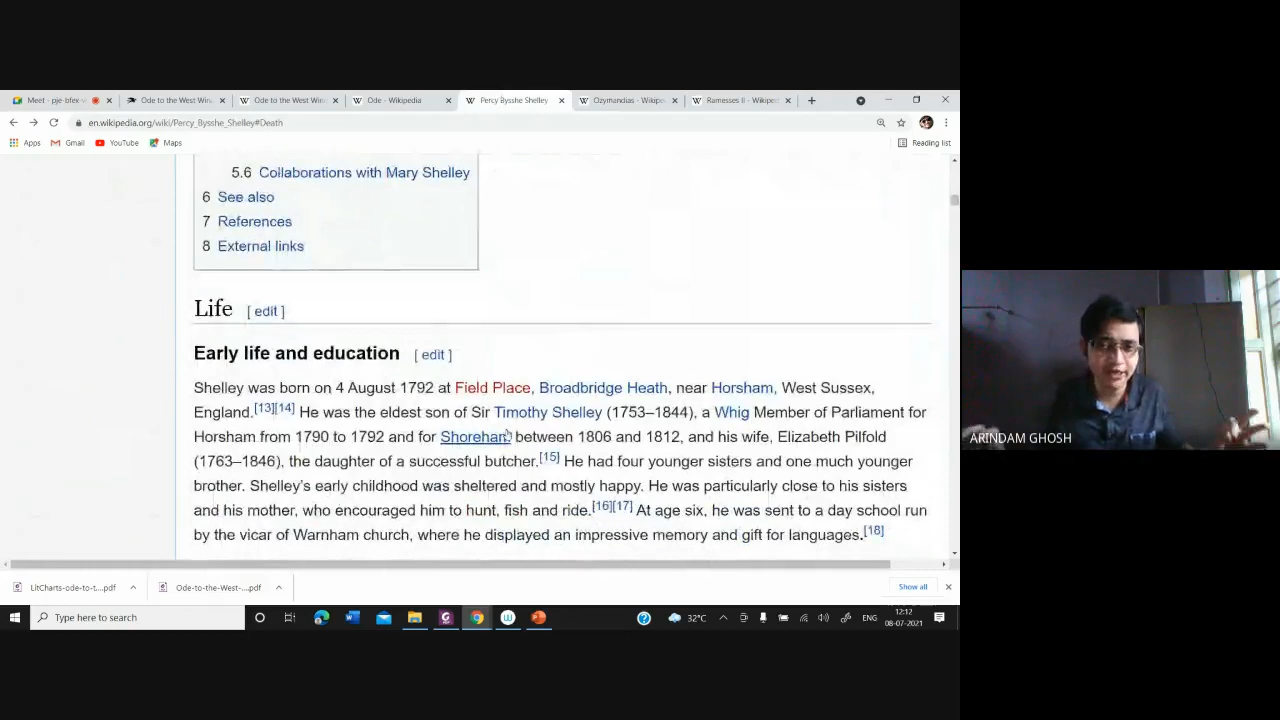 Meet - pje-bfex-
Ode to the West Win
Ode to the West Win
Ode - Wikipedia
Percy Bysshe Shelley
Ozymandias - Wikip
Ramesses II - Wikiped
en.wikipedia.org/wiki/Percy_Bysshe_Shelley#Death
Apps Gmail YouTube Maps Reading list
5.6 Collaborations with Mary Shelley
6 See also
7 References
8 External links
Life [ edit ]
Early life and education [ edit ]
Shelley was born on 4 August 1792 at Field Place, Broadbridge Heath, near Horsham, West Sussex,
England.[13][14] He was the eldest son of Sir Timothy Shelley (1753–1844), a Whig Member of Parliament for
Horsham from 1790 to 1792 and for Shoreham between 1806 and 1812, and his wife, Elizabeth Pilfold
(1763–1846), the daughter of a successful butcher.[15] He had four younger sisters and one much younger
brother. Shelley's early childhood was sheltered and mostly happy. He was particularly close to his sisters
and his mother, who encouraged him to hunt, fish and ride.[16][17] At age six, he was sent to a day school run
by the vicar of Warnham church, where he displayed an impressive memory and gift for languages.[18]
ARINDAM GHOSH
LitCharts-ode-to-t....pdf
Ode-to-the-West-....pdf
Show all
Type here to search
32°C
ENG
12:12
08-07-2021